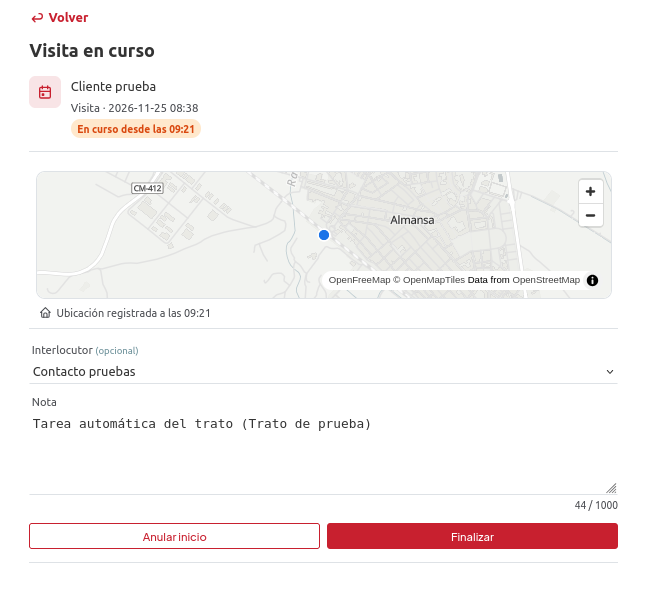 Volver
Visita en curso
Cliente prueba
Visita · 2026-11-25 08:38
En curso desde las 09:21
CM-412
Almansa
OpenFreeMap © OpenMapTiles Data from OpenStreetMap
Ubicación registrada a las 09:21
Interlocutor (opcional)
Contacto pruebas
Nota
Tarea automática del trato (Trato de prueba)
44 / 1000
Anular inicio
Finalizar